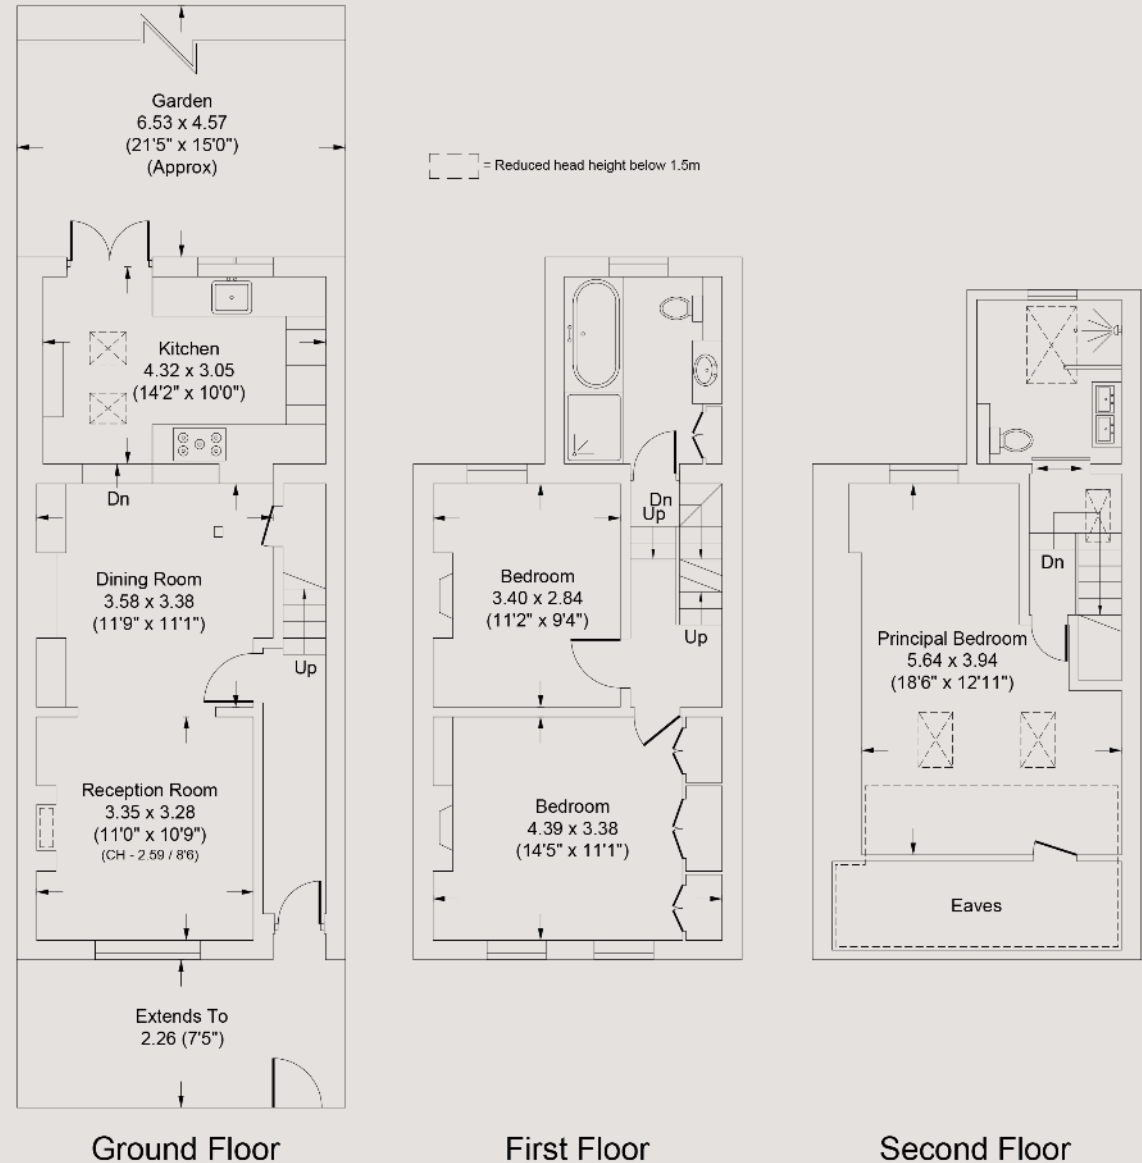 Garden
6.53 x 4.57
(21'5" x 15'0")
(Approx)
= Reduced head height below 1.5m
Kitchen
4.32 x 3.05
(14'2" x 10'0")
Dn
Dining Room
3.58 x 3.38
(11'9" x 11'1")
Up
Reception Room
3.35 x 3.28
(11'0" x 10'9")
(CH - 2.59 / 8'6)
Extends To
2.26 (7'5")
Ground Floor
Dn
Up
Bedroom
3.40 x 2.84
(11'2" x 9'4")
Up
Bedroom
4.39 x 3.38
(14'5" x 11'1")
First Floor
Dn
Principal Bedroom
5.64 x 3.94
(18'6" x 12'11")
Eaves
Second Floor